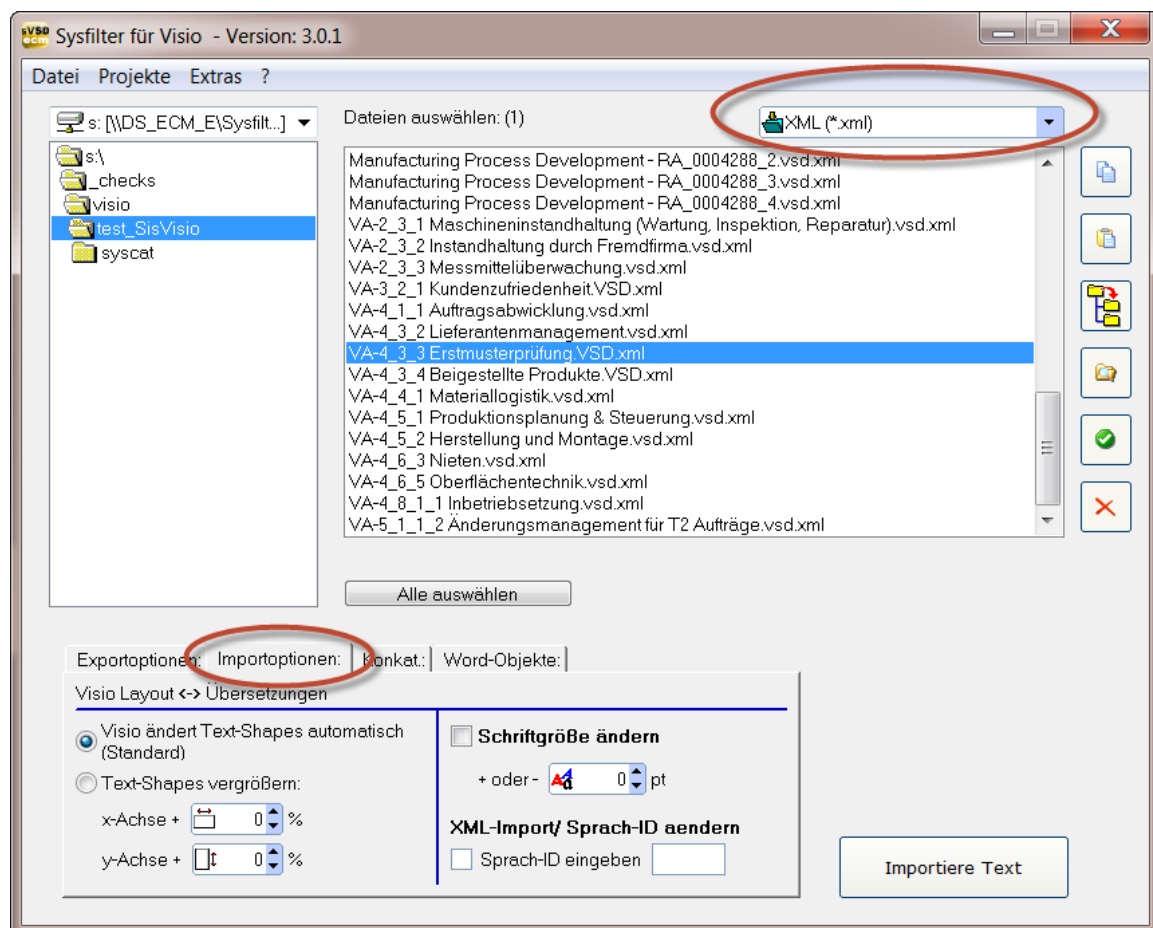 sVSD ecm Sysfilter für Visio - Version: 3.0.1
Datei Projekte Extras ?
s: [\\DS_ECM_E\Sysfilt...]
Dateien auswählen: (1)
XML (*.xml)
s:\
_checks
visio
test_SisVisio
syscat
Manufacturing Process Development - RA_0004288_2.vsd.xml
Manufacturing Process Development - RA_0004288_3.vsd.xml
Manufacturing Process Development - RA_0004288_4.vsd.xml
VA-2_3_1 Maschineninstandhaltung (Wartung, Inspektion, Reparatur).vsd.xml
VA-2_3_2 Instandhaltung durch Fremdfirma.vsd.xml
VA-2_3_3 Messmittelüberwachung.vsd.xml
VA-3_2_1 Kundenzufriedenheit.VSD.xml
VA-4_1_1 Auftragsabwicklung.vsd.xml
VA-4_3_2 Lieferantenmanagement.vsd.xml
VA-4_3_3 Erstmusterprüfung.VSD.xml
VA-4_3_4 Beigestellte Produkte.VSD.xml
VA-4_4_1 Materiallogistik.vsd.xml
VA-4_5_1 Produktionsplanung & Steuerung.vsd.xml
VA-4_5_2 Herstellung und Montage.vsd.xml
VA-4_6_3 Nieten.vsd.xml
VA-4_6_5 Oberflächentechnik.vsd.xml
VA-4_8_1_1 Inbetriebsetzung.vsd.xml
VA-5_1_1_2 Änderungsmanagement für T2 Aufträge.vsd.xml
Alle auswählen
Exportoptionen: Importoptionen: Konkat.: Word-Objekte:
Visio Layout <-> Übersetzungen
Visio ändert Text-Shapes automatisch
(Standard)
Text-Shapes vergrößern:
x-Achse + 0 %
y-Achse + 0 %
Schriftgröße ändern
+ oder - 0 pt
XML-Import/ Sprach-ID aendern
Sprach-ID eingeben
Importiere Text